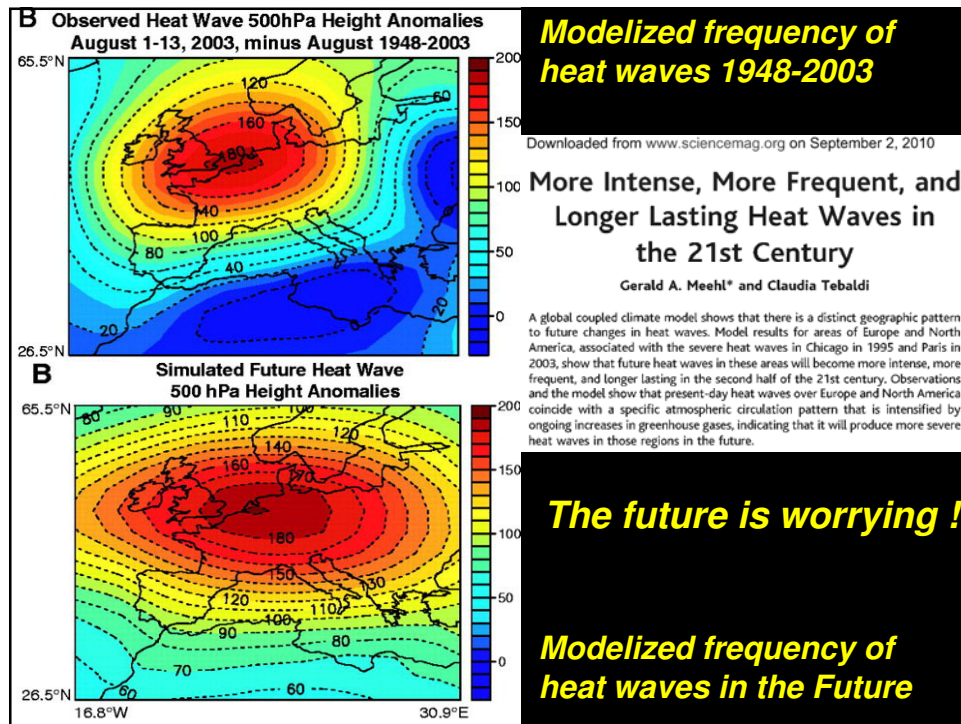 B Observed Heat Wave 500hPa Height Anomalies
August 1-13, 2003, minus August 1948-2003
65.5°N
26.5°N
120
160
180
140
100
80
40
20
0
60
0
20
200
150
100
50
0
Modelized frequency of
heat waves 1948-2003
Downloaded from www.sciencemag.org on September 2, 2010
More Intense, More Frequent, and
Longer Lasting Heat Waves in
the 21st Century
Gerald A. Meehl* and Claudia Tebaldi
A global coupled climate model shows that there is a distinct geographic pattern
to future changes in heat waves. Model results for areas of Europe and North
America, associated with the severe heat waves in Chicago in 1995 and Paris in
2003, show that future heat waves in these areas will become more intense, more
frequent, and longer lasting in the second half of the 21st century. Observations
and the model show that present-day heat waves over Europe and North America
coincide with a specific atmospheric circulation pattern that is intensified by
ongoing increases in greenhouse gases, indicating that it will produce more severe
heat waves in those regions in the future.
B Simulated Future Heat Wave
500 hPa Height Anomalies
65.5°N
26.5°N
16.8°W
30.9°E
80
90
90
100
110
110
120
140
160
170
180
150
130
120
110
100
90
80
70
60
60
200
150
100
50
0
The future is worrying !
Modelized frequency of
heat waves in the Future